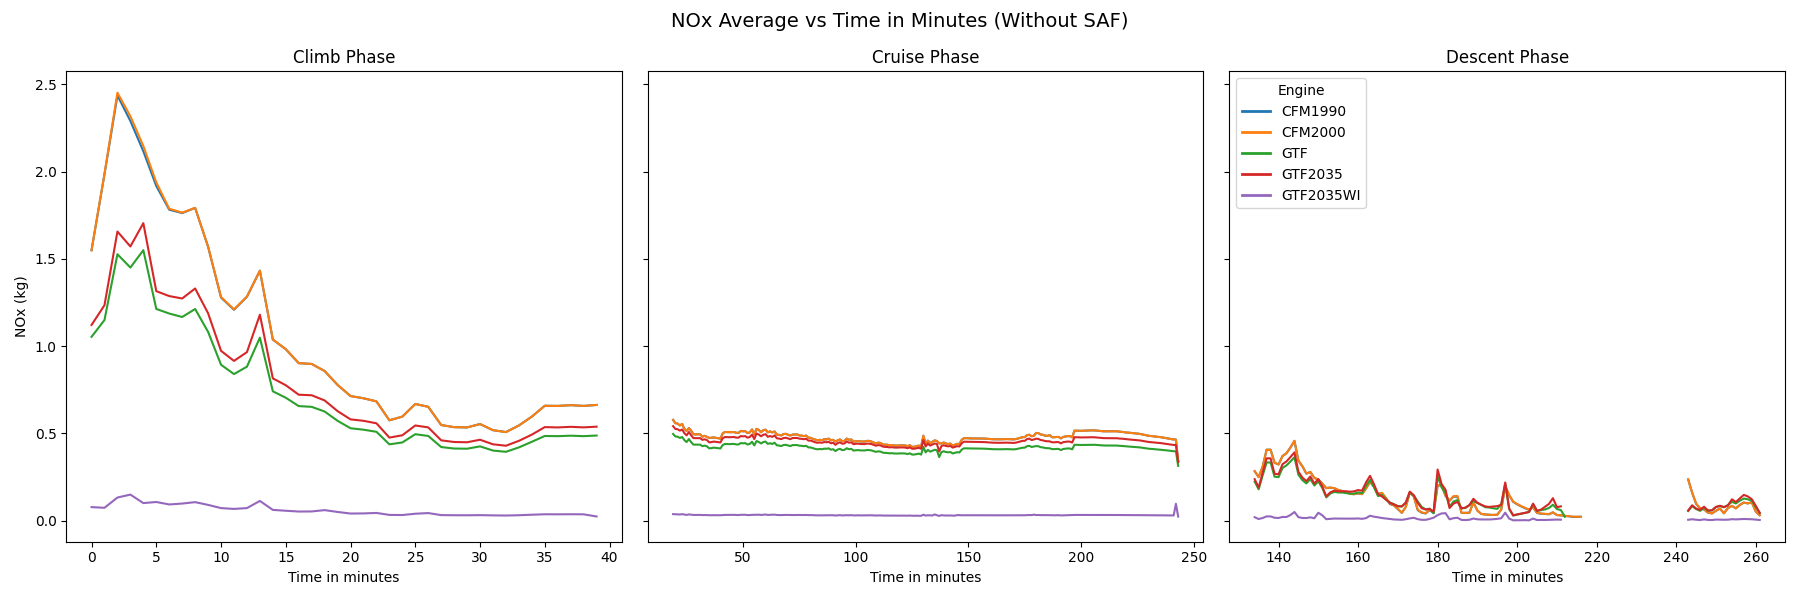 NOx Average vs Time in Minutes (Without SAF)
Climb Phase
Cruise Phase
Descent Phase
NOx (kg)
2.5
2.0
1.5
1.0
0.5
0.0
Engine
CFM1990
CFM2000
GTF
GTF2035
GTF2035WI
0 5 10 15 20 25 30 35 40
50 100 150 200 250
140 160 180 200 220 240 260
Time in minutes
Time in minutes
Time in minutes